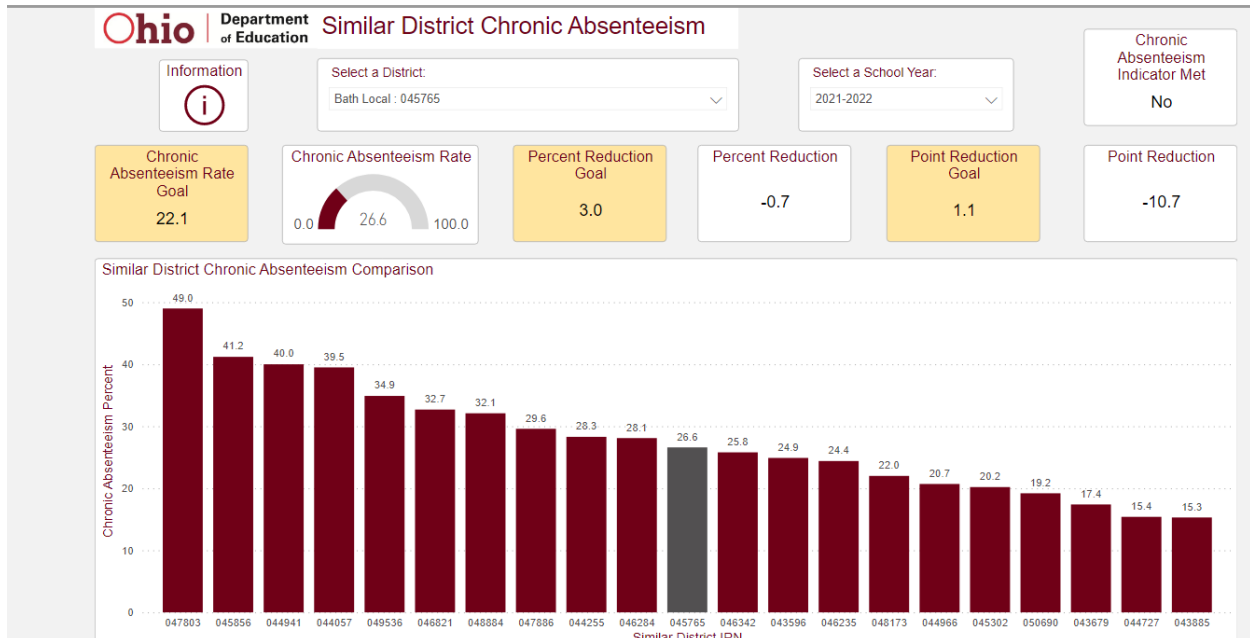 Ohio
Department
of Education
Similar District Chronic Absenteeism
Information
i
Select a District:
Bath Local : 045765
Select a School Year:
2021-2022
Chronic
Absenteeism
Indicator Met
No
Chronic
Absenteeism Rate
Goal
22.1
Chronic Absenteeism Rate
0.0
26.6
100.0
Percent Reduction
Goal
3.0
Percent Reduction
-0.7
Point Reduction
Goal
1.1
Point Reduction
-10.7
Similar District Chronic Absenteeism Comparison
Chronic Absenteeism Percent
50
40
30
20
10
0
49.0 41.2 40.0 39.5 34.9 32.7 32.1 29.6 28.3 28.1 26.6 25.8 24.9 24.4 22.0 20.7 20.2 19.2 17.4 15.4 15.3
047803 045856 044941 044057 049536 046821 048884 047886 044255 046284 045765 046342 043596 046235 048173 044966 045302 050690 043679 044727 043885
Similar District IRN